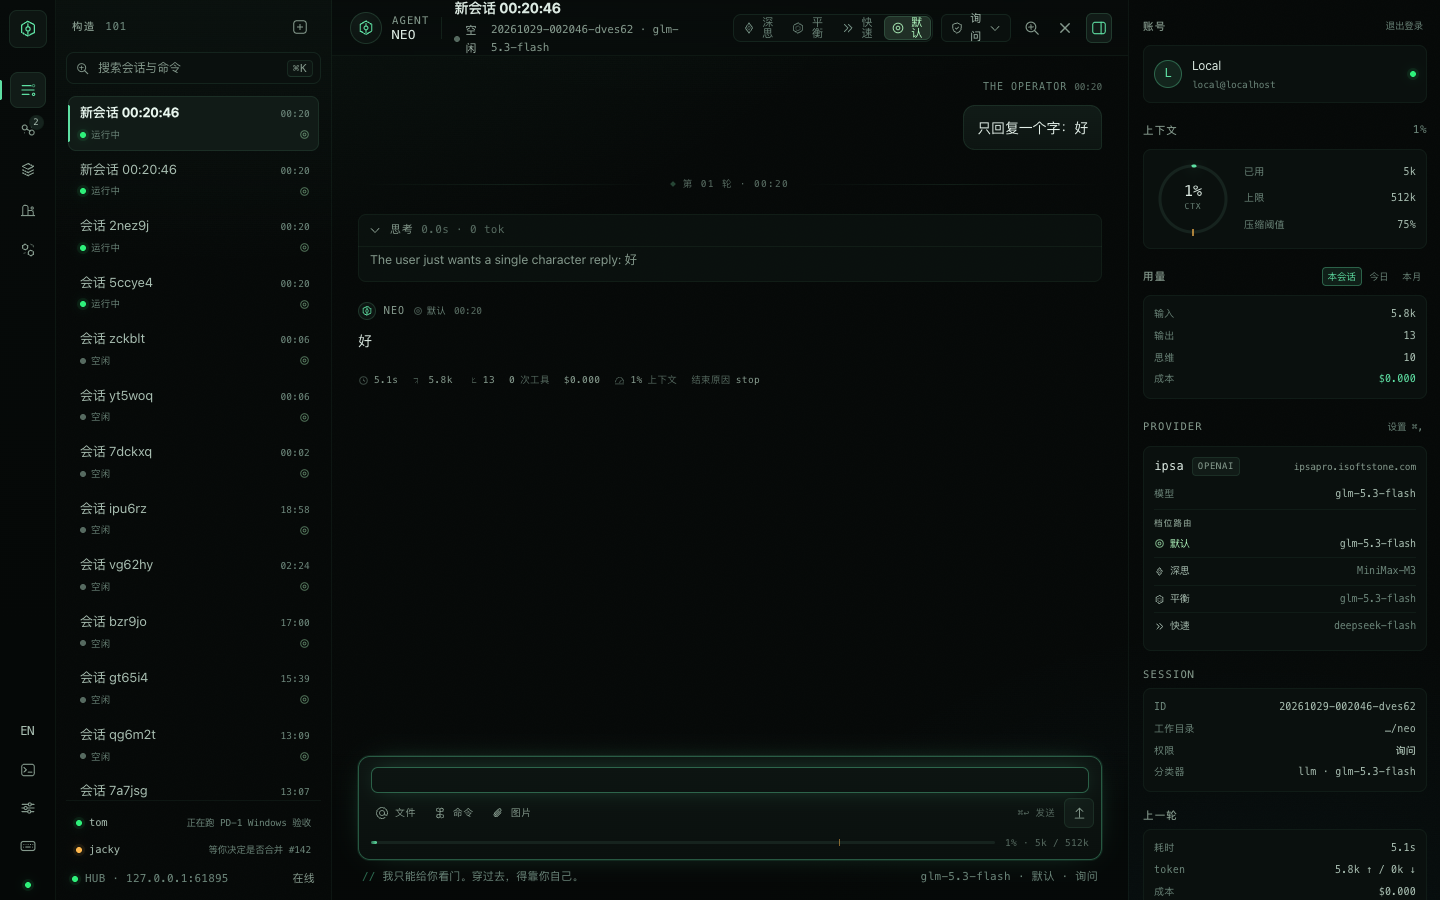 构造 101
搜索会话与命令 ⌘K
新会话 00:20:46 00:20
运行中
新会话 00:20:46 00:20
运行中
会话 2nez9j 00:20
运行中
会话 5ccye4 00:20
运行中
会话 zckblt 00:06
空闲
会话 yt5woq 00:06
空闲
会话 7dckxq 00:02
空闲
会话 ipu6rz 18:58
空闲
会话 vg62hy 02:24
空闲
会话 bzr9jo 17:00
空闲
会话 gt65i4 15:39
空闲
会话 qg6m2t 13:09
空闲
会话 7a7jsg 13:07
tom 正在跑 PD-1 Windows 验收
jacky 等你决定是否合并 #142
HUB · 127.0.0.1:61895 在线
2
EN
AGENT
NEO
新会话 00:20:46
空闲 20261029-002046-dves62 · glm-5.3-flash
深思
平衡
快速
默认
询问
THE OPERATOR 00:20
只回复一个字：好
第 01 轮 · 00:20
思考 0.0s · 0 tok
The user just wants a single character reply: 好
NEO 默认 00:20
好
5.1s 5.8k 13 0 次工具 $0.000 1% 上下文 结束原因 stop
文件 命令 图片 ⌘↩ 发送
1% · 5k / 512k
// 我只能给你看门。穿过去，得靠你自己。 glm-5.3-flash · 默认 · 询问
账号 退出登录
L
Local
local@localhost
上下文 1%
1%
CTX
已用 5k
上限 512k
压缩阈值 75%
用量 本会话 今日 本月
输入 5.8k
输出 13
思维 10
成本 $0.000
PROVIDER 设置 ⌘,
ipsa OPENAI ipsapro.isoftstone.com
模型 glm-5.3-flash
档位路由
默认 glm-5.3-flash
深思 MiniMax-M3
平衡 glm-5.3-flash
快速 deepseek-flash
SESSION
ID 20261029-002046-dves62
工作目录 …/neo
权限 询问
分类器 llm · glm-5.3-flash
上一轮
耗时 5.1s
token 5.8k ↑ / 0k ↓
成本 $0.000